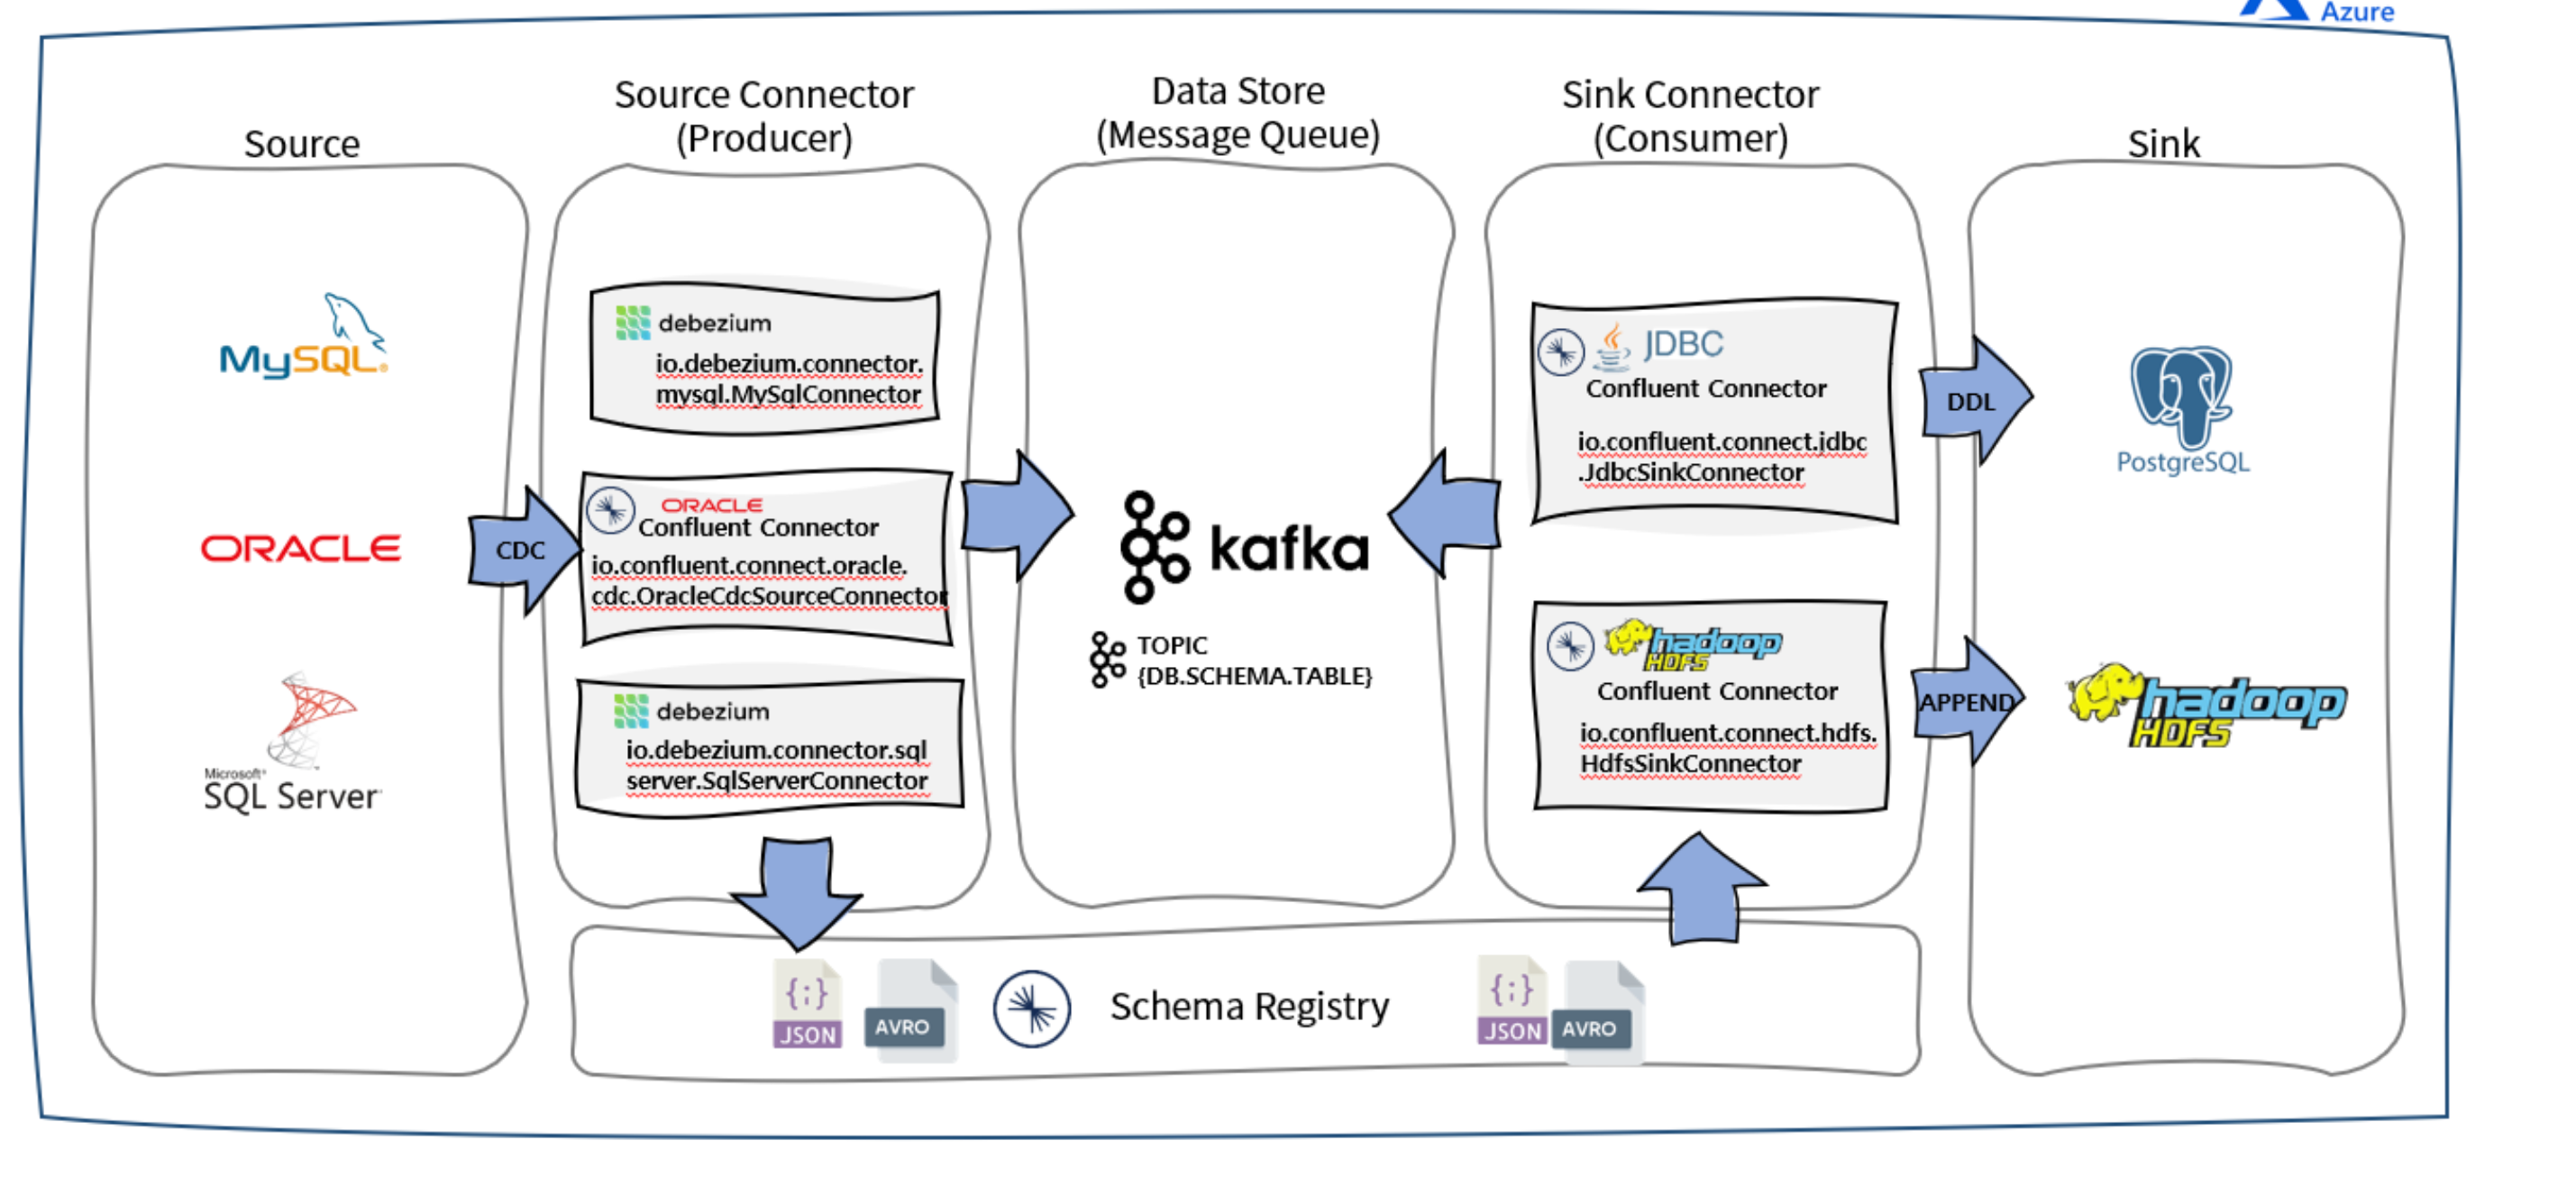 Azure
Source
Source Connector
(Producer)
Data Store
(Message Queue)
Sink Connector
(Consumer)
Sink
MySQL
ORACLE
Microsoft
SQL Server
CDC
debezium
io.debezium.connector.
mysql.MySqlConnector
ORACLE
Confluent Connector
io.confluent.connect.oracle.
cdc.OracleCdcSourceConnector
debezium
io.debezium.connector.sql
server.SqlServerConnector
kafka
TOPIC
{DB.SCHEMA.TABLE}
JDBC
Confluent Connector
io.confluent.connect.jdbc
.JdbcSinkConnector
hadoop
HDFS
Confluent Connector
io.confluent.connect.hdfs.
HdfsSinkConnector
DDL
APPEND
PostgreSQL
hadoop
HDFS
JSON
AVRO
Schema Registry
JSON
AVRO